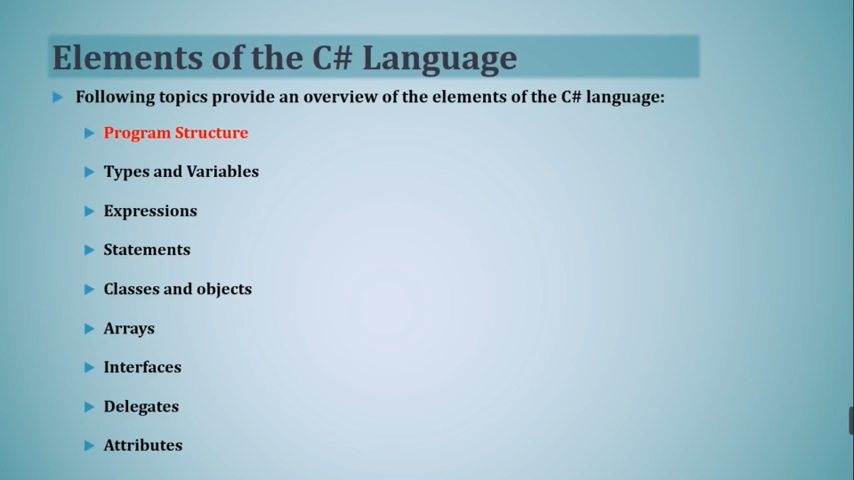 Elements of the C# Language
Following topics provide an overview of the elements of the C# language:
Program Structure
Types and Variables
Expressions
Statements
Classes and objects
Arrays
Interfaces
Delegates
Attributes